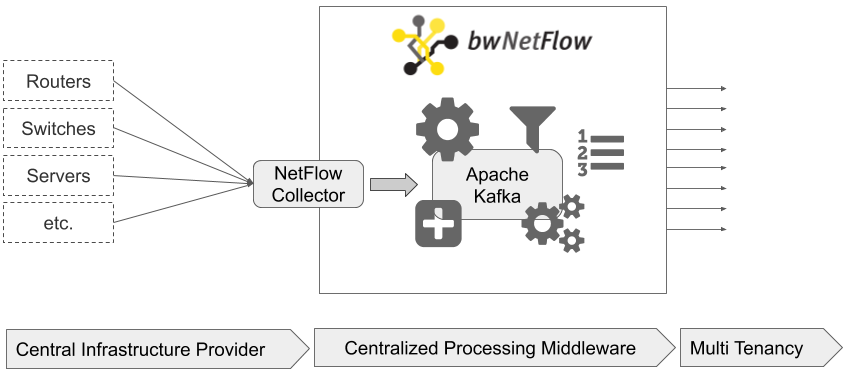 bwNetFlow
Routers
Switches
Servers
etc.
NetFlow
Collector
Apache
Kafka
1
2
3
Central Infrastructure Provider
Centralized Processing Middleware
Multi Tenancy